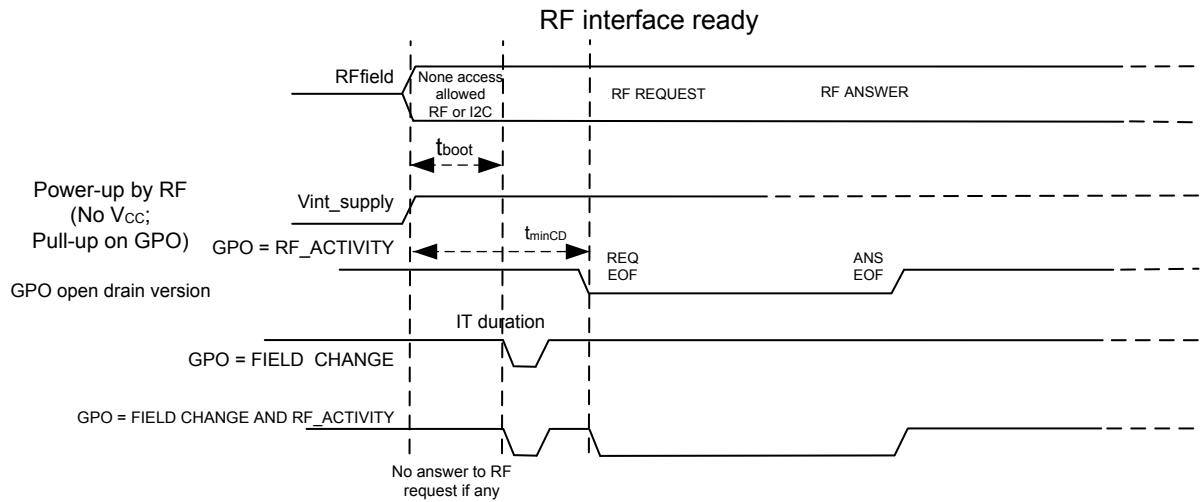 RF interface ready
RFfield
None access
allowed
RF or I2C
RF REQUEST
RF ANSWER
tboot
Power-up by RF
(No VCC;
Pull-up on GPO)
Vint_supply
GPO = RF_ACTIVITY
tminCD
REQ
EOF
ANS
EOF
GPO open drain version
IT duration
GPO = FIELD CHANGE
GPO = FIELD CHANGE AND RF_ACTIVITY
No answer to RF
request if any